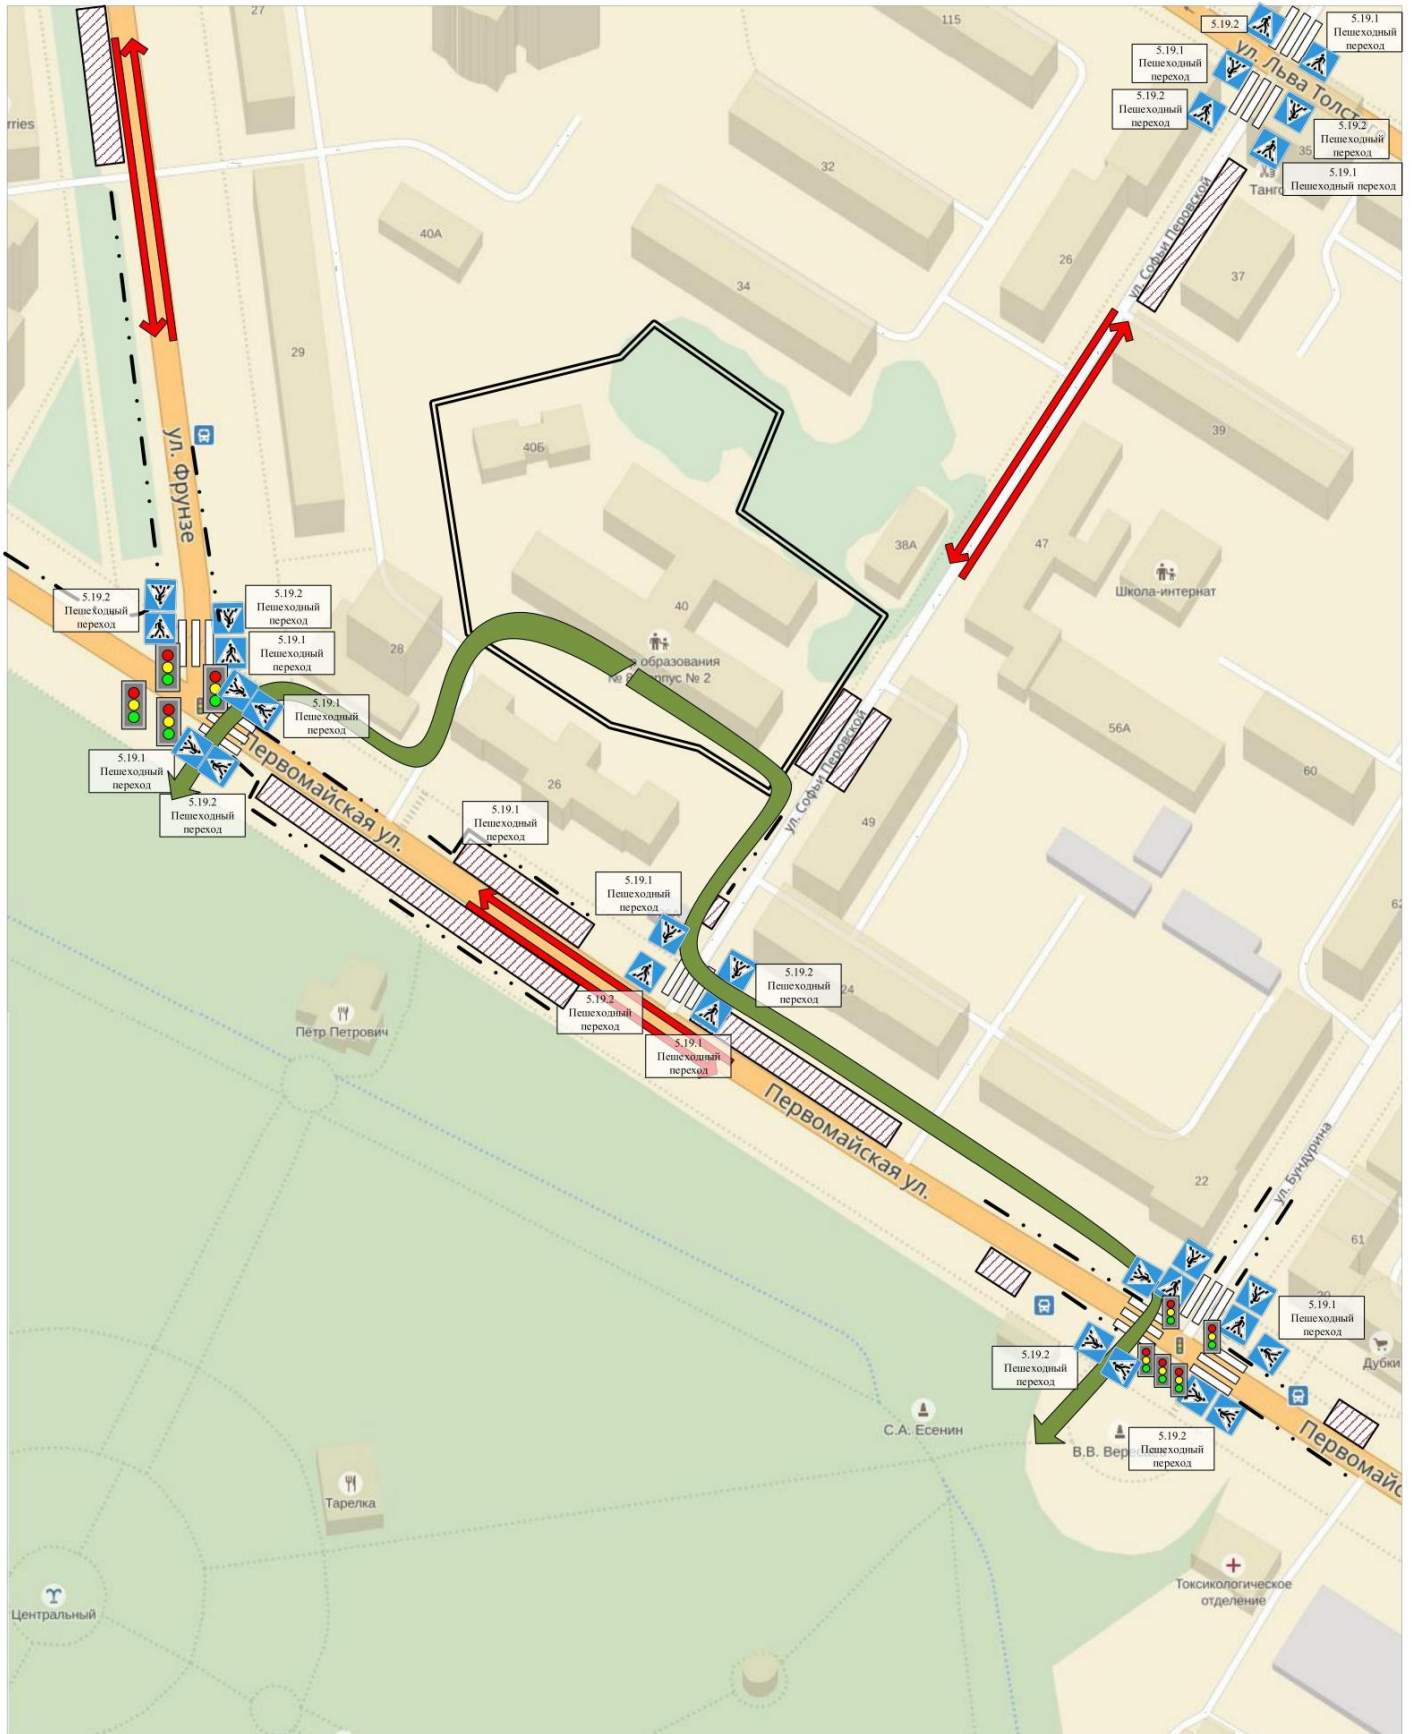 27
115
5.19.2
5.19.1
Пешеходный
переход
ул. Льва Толстого
5.19.1
Пешеходный
переход
5.19.2
Пешеходный
переход
5.19.2
Пешеходный
переход
35
5.19.1
Пешеходный переход
rries
32
40А
26
37
34
ул. Софьи Перовской
29
39
40Б
ул. Фрунзе
38А
47
Школа-интернат
5.19.2
Пешеходный
переход
5.19.2
Пешеходный
переход
5.19.1
Пешеходный
переход
28
40
образования
5.19.1
Пешеходный
переход
56А
60
5.19.1
Пешеходный
переход
5.19.2
Пешеходный
переход
Первомайская ул.
26
ул. Софьи Перовской
49
5.19.1
Пешеходный
переход
5.19.1
Пешеходный
переход
62
5.19.2
Пешеходный
переход
24
5.19.2
Пешеходный
переход
Пётр Петрович
5.19.1
Пешеходный
переход
Первомайская ул.
ул. Бундурина
22
61
5.19.1
Пешеходный
переход
5.19.2
Пешеходный
переход
Дубки
С.А. Есенин
5.19.2
Пешеходный
переход
Первомайс
Тарелка
Токсикологическое
отделение
Центральный